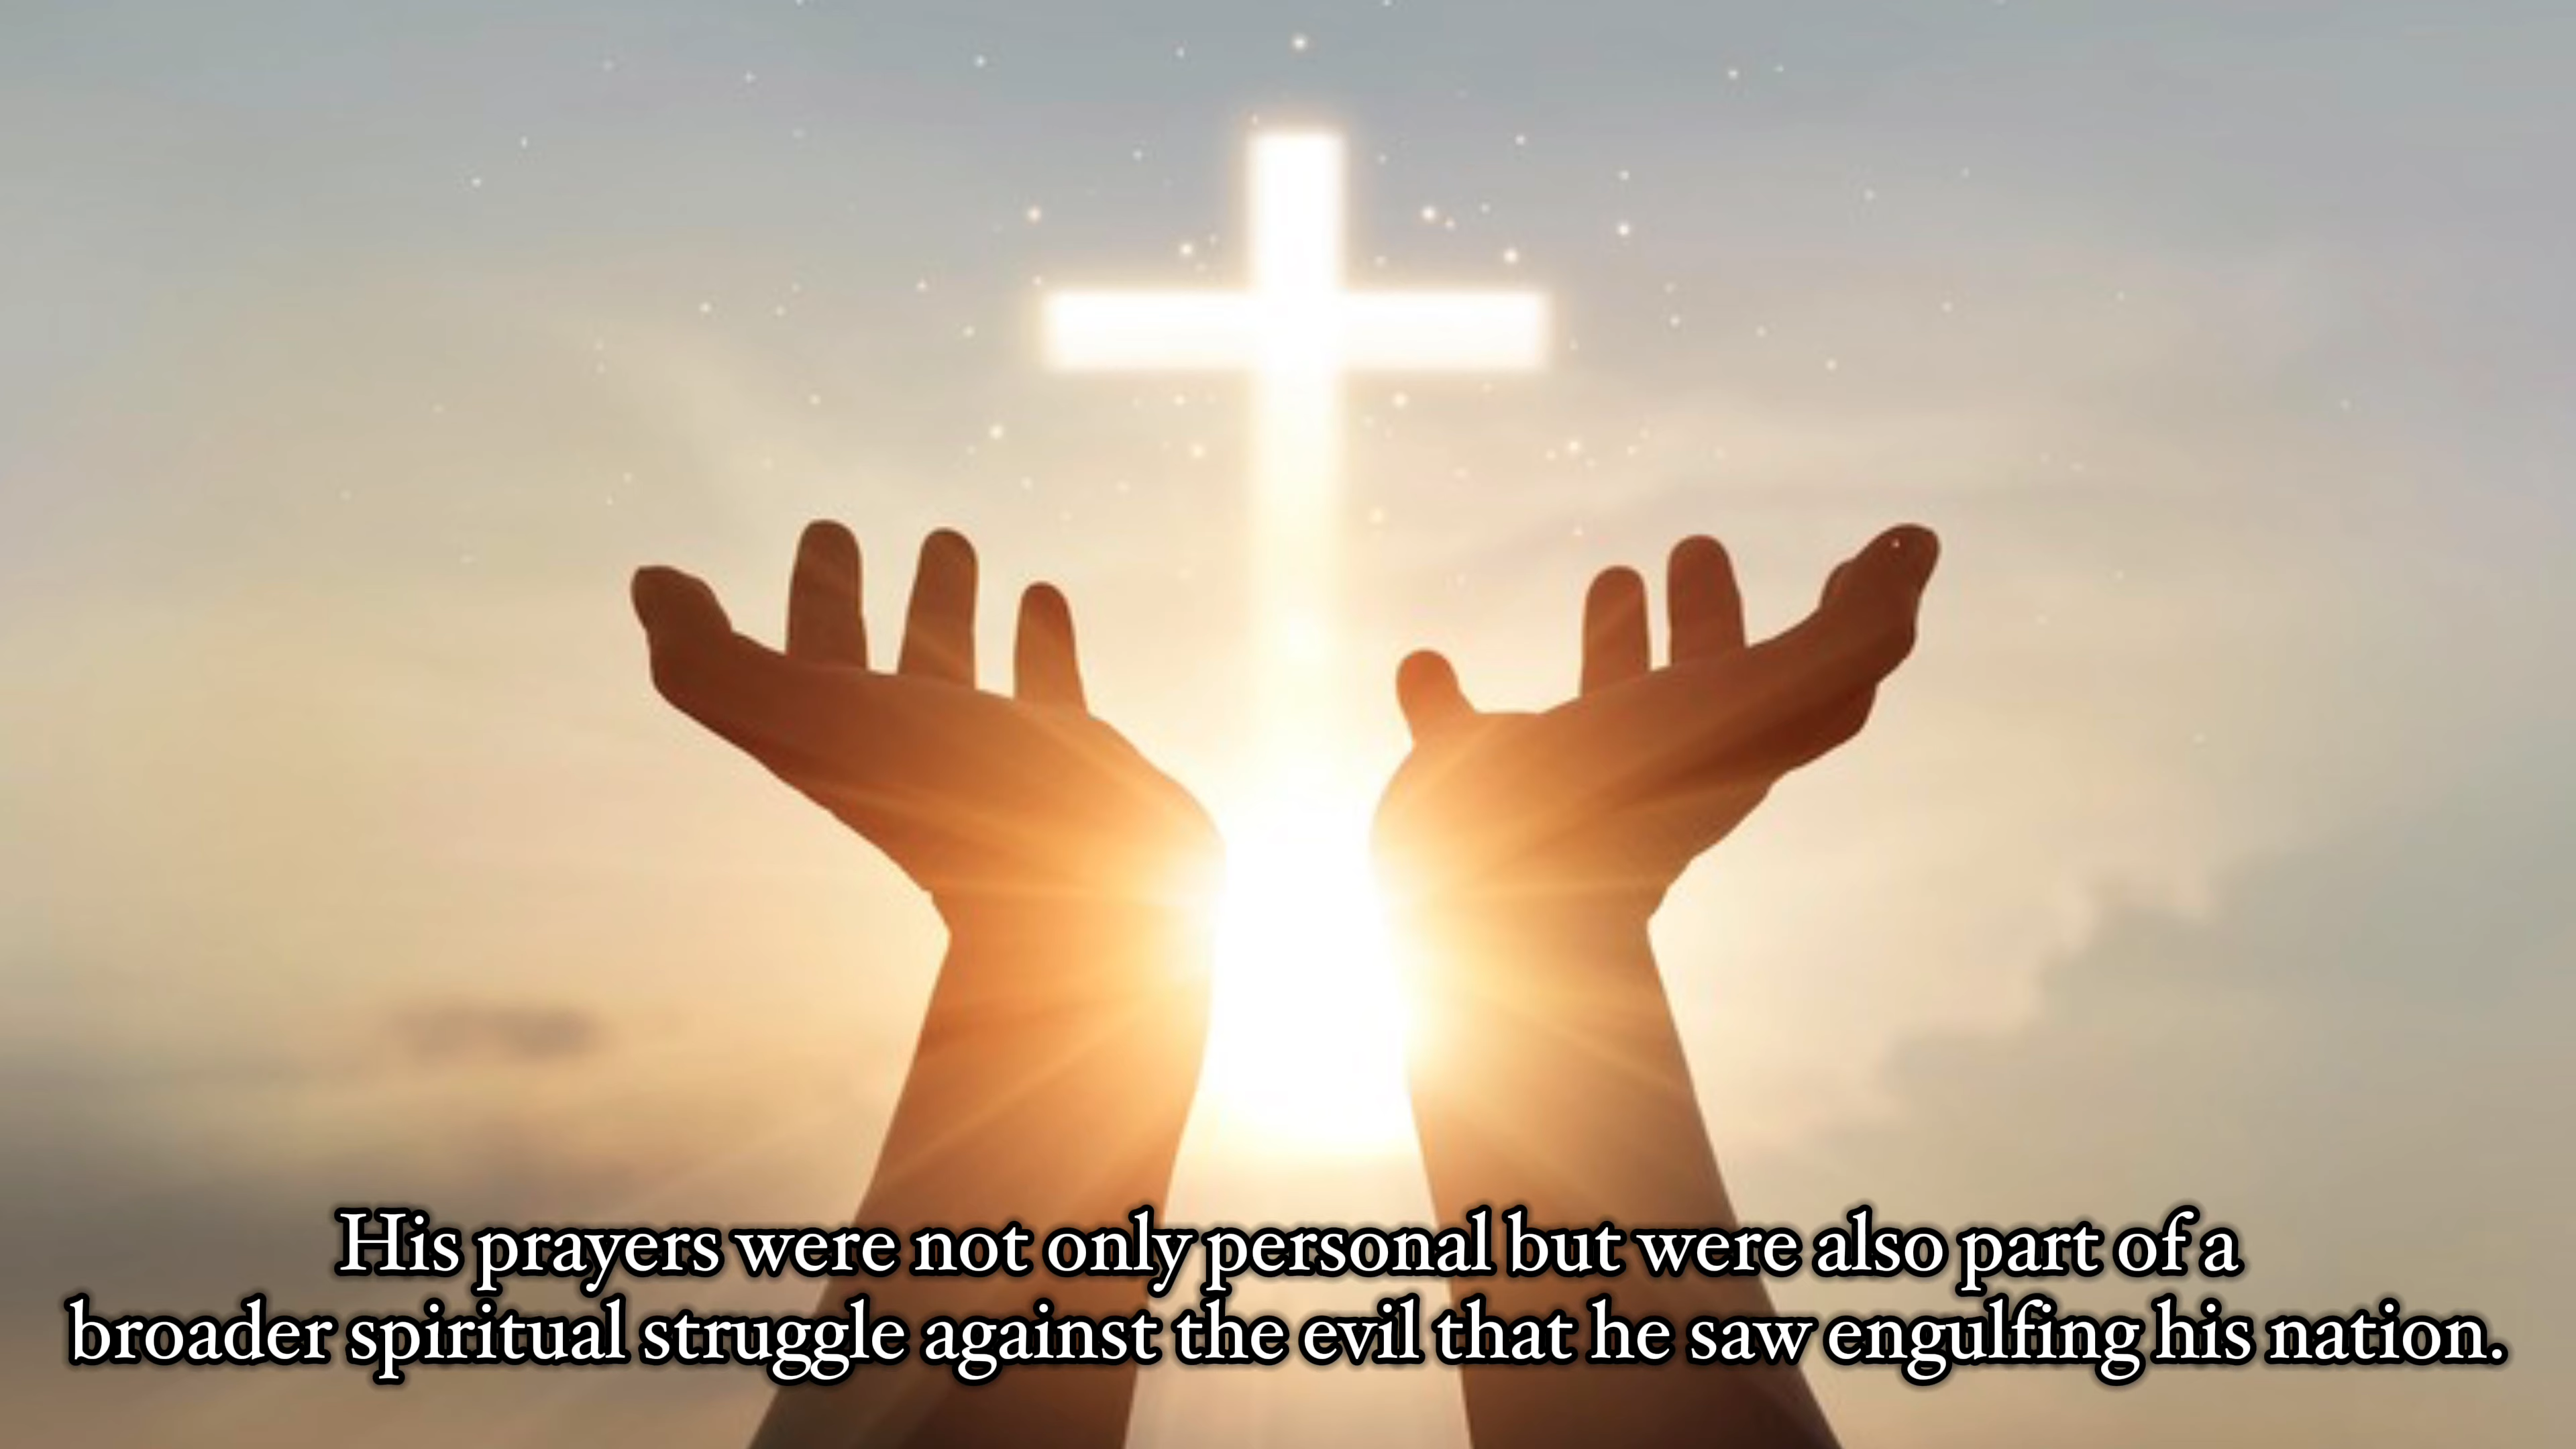 His prayers were not only personal but were also part of a
broader spiritual struggle against the evil that he saw engulfing his nation.